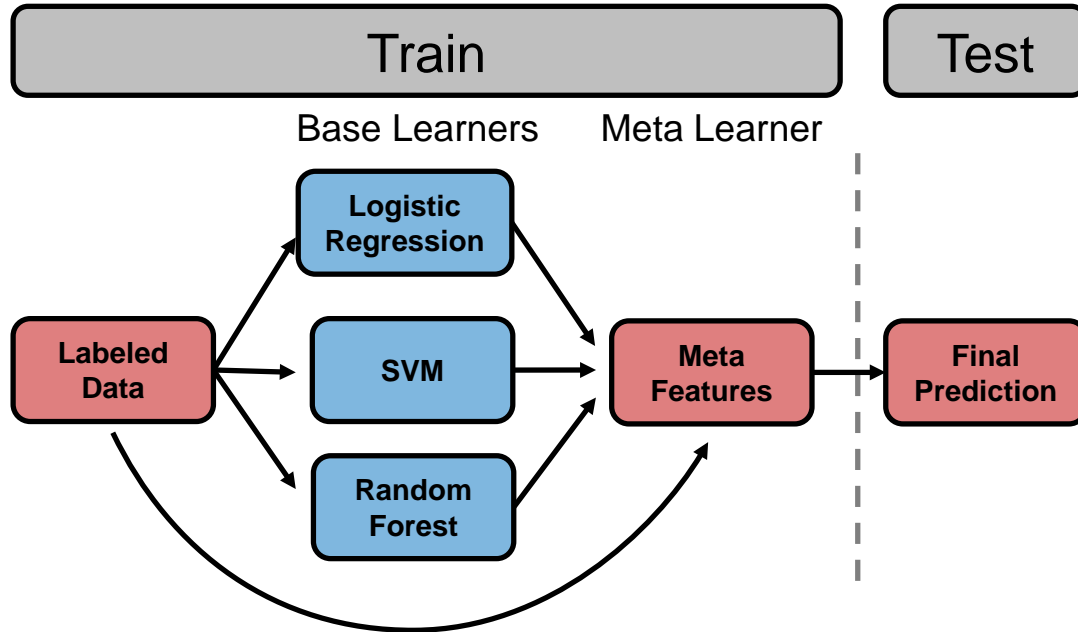 Train
Test
Base Learners
Meta Learner
Logistic
Regression
Labeled
Data
SVM
Meta
Features
Final
Prediction
Random
Forest